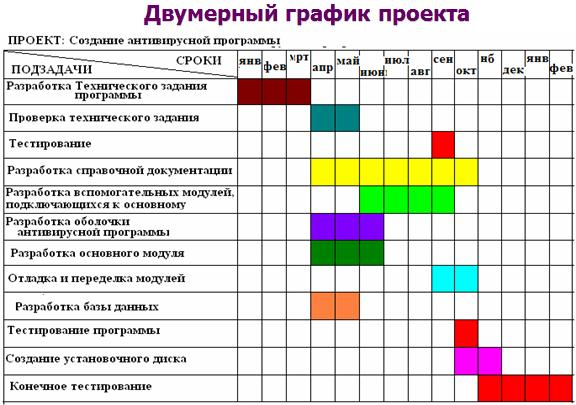 Двумерный график проекта
ПРОЕКТ: Создание антивирусной программы
СРОКИ
ПОДЗАДАЧИ
янв фев мрт апр май июн июл авг сен окт нб дек янв фев
Разработка Технического задания
программы
Проверка технического задания
Тестирование
Разработка справочной документации
Разработка вспомогательных модулей,
подключающихся к основному
Разработка оболочки
антивирусной программы
Разработка основного модуля
Отладка и переделка модулей
Разработка базы данных
Тестирование программы
Создание установочного диска
Конечное тестирование